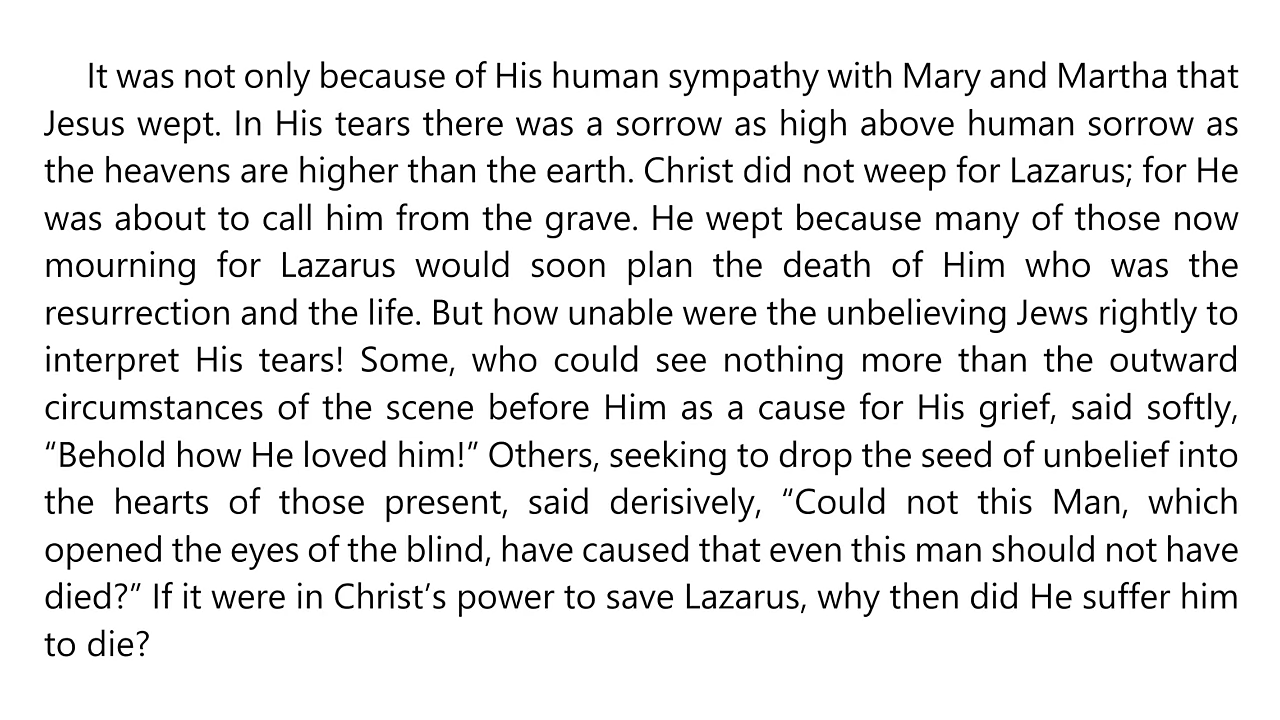 It was not only because of His human sympathy with Mary and Martha that
Jesus wept. In His tears there was a sorrow as high above human sorrow as
the heavens are higher than the earth. Christ did not weep for Lazarus; for He
was about to call him from the grave. He wept because many of those now
mourning for Lazarus would soon plan the death of Him who was the
resurrection and the life. But how unable were the unbelieving Jews rightly to
interpret His tears! Some, who could see nothing more than the outward
circumstances of the scene before Him as a cause for His grief, said softly,
“Behold how He loved him!” Others, seeking to drop the seed of unbelief into
the hearts of those present, said derisively, “Could not this Man, which
opened the eyes of the blind, have caused that even this man should not have
died?” If it were in Christ’s power to save Lazarus, why then did He suffer him
to die?